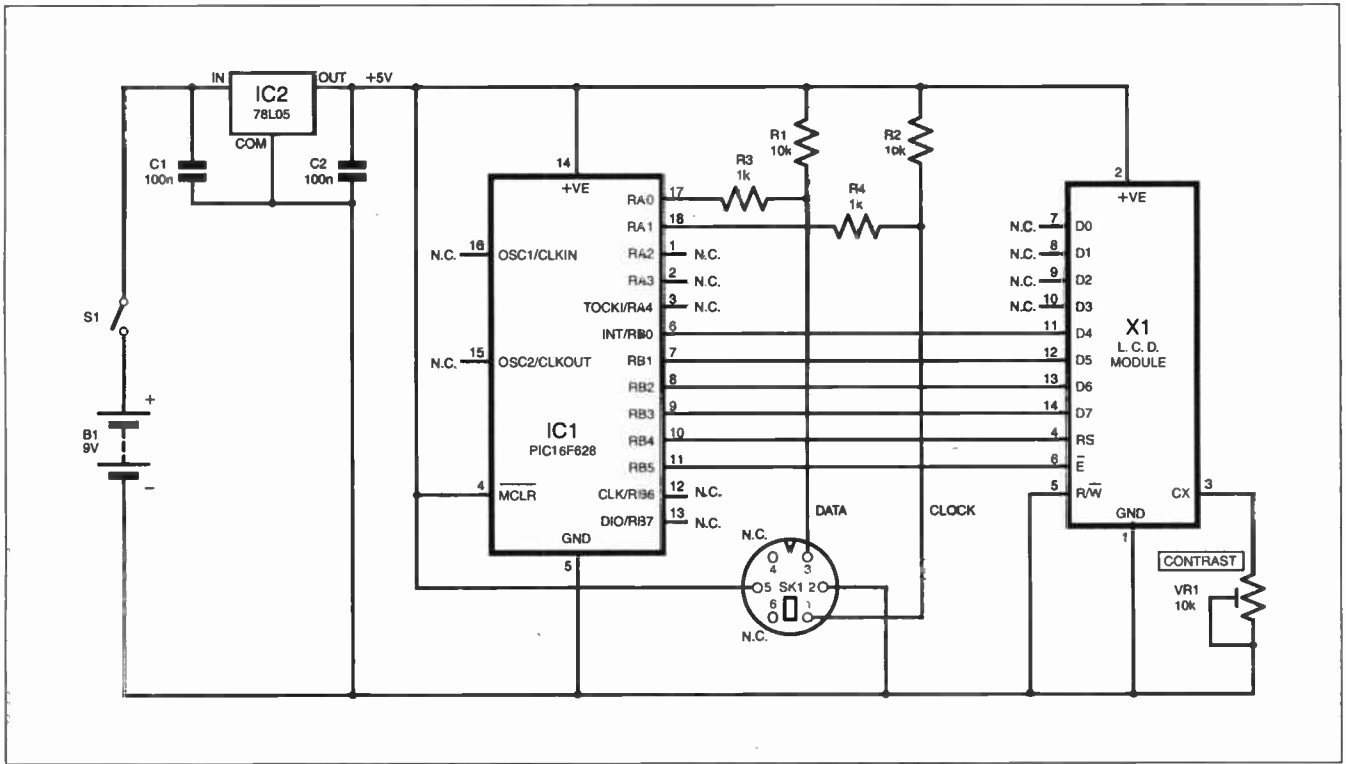 IN
OUT
+5V
IC2
78L05
COM
C1
100n
C2
100n
S1
B1
9V
+
−
14
+VE
RA0
17
RA1
18
RA2
1
N.C.
RA3
2
N.C.
TOCKI/RA4
3
N.C.
INT/RB0
6
RB1
7
RB2
8
RB3
9
RB4
10
RB5
11
CLK/RB6
12
N.C.
DIO/RB7
13
N.C.
N.C.
16
OSC1/CLKIN
N.C.
15
OSC2/CLKOUT
IC1
PIC16F628
4
MCLR
GND
5
R1
10k
R2
10k
R3
1k
R4
1k
DATA
CLOCK
N.C.
4
3
5
SK1
2
6
1
N.C.
2
+VE
N.C.
7
D0
N.C.
8
D1
N.C.
9
D2
N.C.
10
D3
11
D4
12
D5
13
D6
14
D7
4
RS
6
E
5
R/W
X1
L. C. D.
MODULE
CX
3
GND
1
CONTRAST
VR1
10k